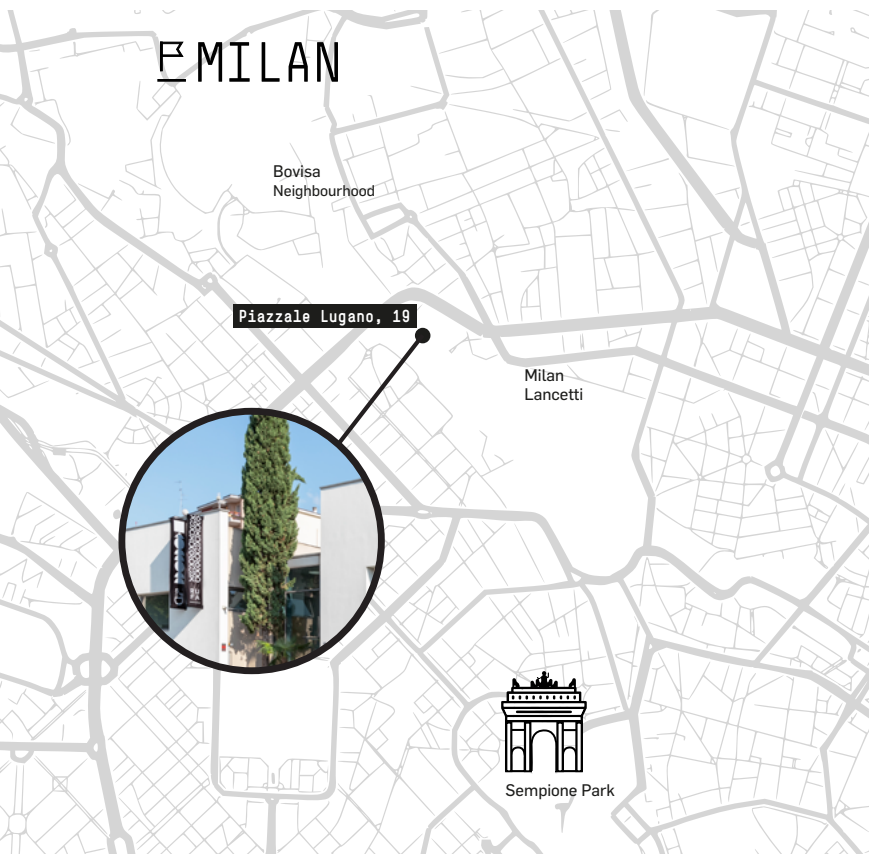 MILAN
Bovisa
Neighbourhood
Piazzale Lugano, 19
Milan
Lancetti
Sempione Park